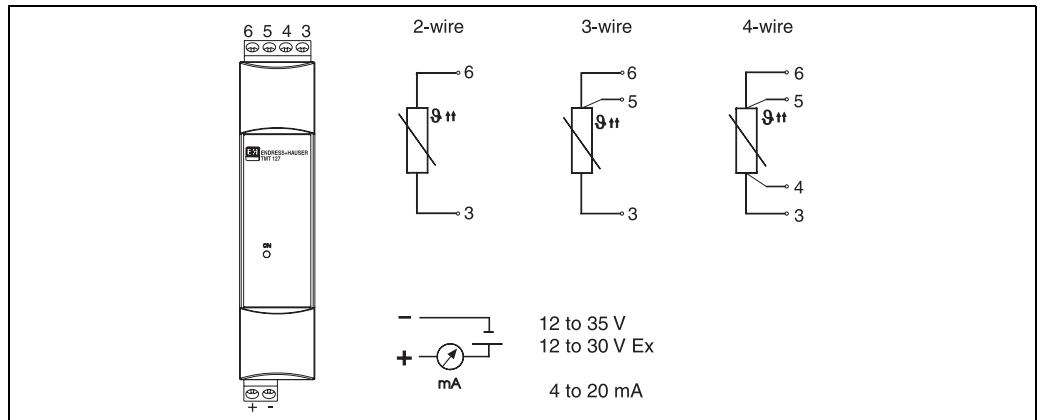 6 5 4 3
E+H ENDRESS+HAUSER
TMT 127
ON
+ -
2-wire
6
ϑ ↑↑
3
3-wire
6
5
ϑ ↑↑
3
4-wire
6
5
ϑ ↑↑
4
3
-
+
mA
12 to 35 V
12 to 30 V Ex
4 to 20 mA